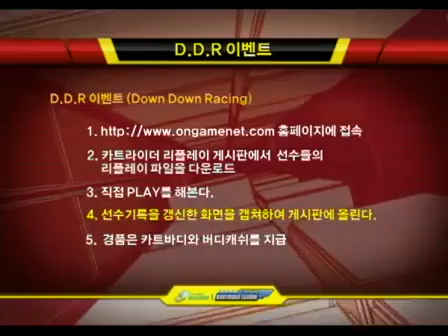 D.D.R 이벤트
D.D.R 이벤트 (Down Down Racing)
1. http://www.ongamenet.com 홈페이지에 접속
2. 카트라이더 리플레이 게시판에서 선수들의
리플레이 파일을 다운로드
3. 직점 PLAY를 해본다.
4. 선수기록을 갱신한 화면을 캡쳐하여 게시판에 올린다.
5. 경품은 카트바디와 버디캐쉬를 지급
KARTRIDER LEAGUE